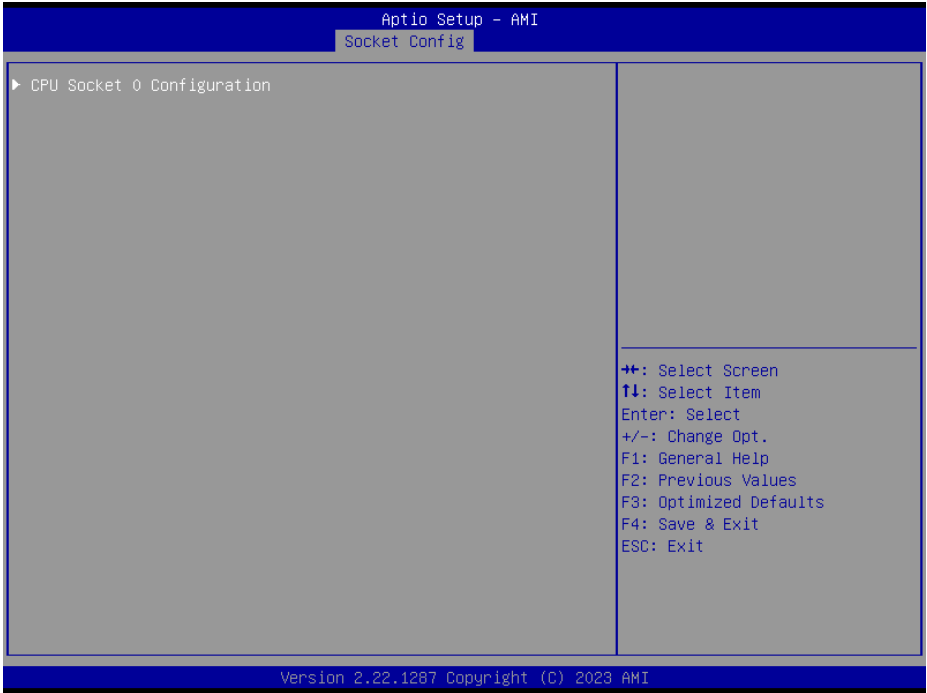 Aptio Setup - AMI
Socket Config
▶ CPU Socket 0 Configuration
→←: Select Screen
↑↓: Select Item
Enter: Select
+/-: Change Opt.
F1: General Help
F2: Previous Values
F3: Optimized Defaults
F4: Save & Exit
ESC: Exit
Version 2.22.1287 Copyright (C) 2023 AMI